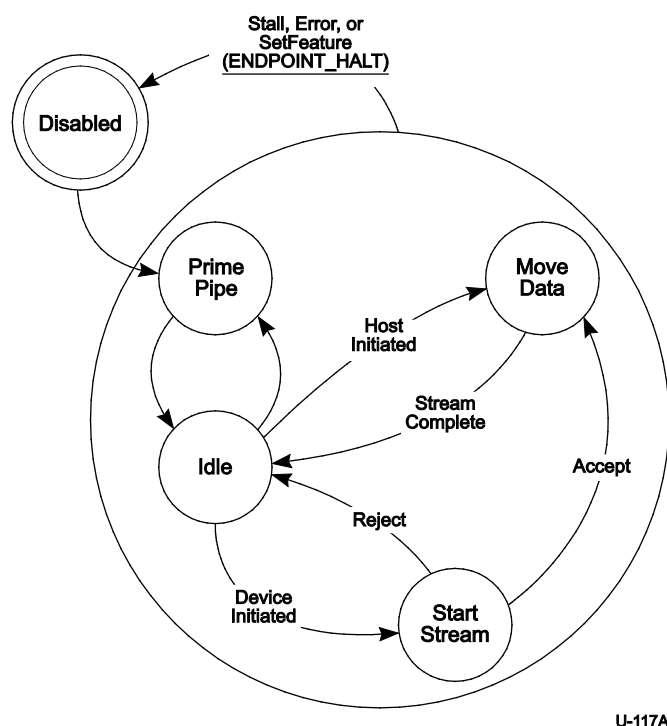 Stall, Error, or
SetFeature
(ENDPOINT_HALT)
Disabled
Prime
Pipe
Move
Data
Host
Initiated
Stream
Complete
Idle
Accept
Reject
Device
Initiated
Start
Stream
U-117A